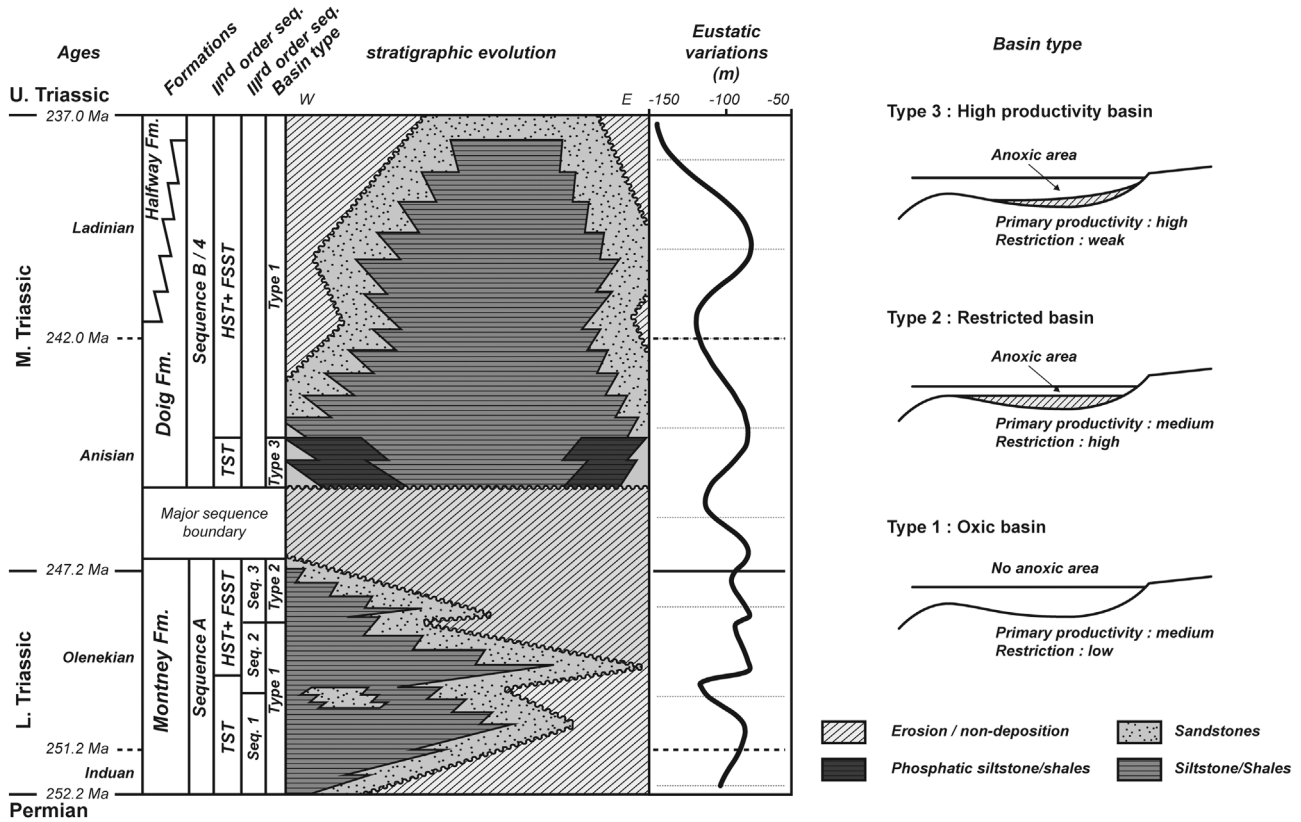 Ages
Formations
IInd order seq.
IIIrd order seq.
Basin type
stratigraphic evolution
Eustatic
variations
(m)
Basin type
W
E
-150
-100
-50
U. Triassic
237.0 Ma
M. Triassic
Ladinian
242.0 Ma
Anisian
247.2 Ma
L. Triassic
Olenekian
251.2 Ma
Induan
252.2 Ma
Permian
Halfway Fm.
Doig Fm.
Sequence B / 4
HST+ FSST
TST
Type 1
Type 3
Major sequence
boundary
Montney Fm.
Sequence A
HST+ FSST
TST
Seq. 3
Seq. 2
Seq. 1
Type 2
Type 1
Type 3 : High productivity basin
Anoxic area
Primary productivity : high
Restriction : weak
Type 2 : Restricted basin
Anoxic area
Primary productivity : medium
Restriction : high
Type 1 : Oxic basin
No anoxic area
Primary productivity : medium
Restriction : low
Erosion / non-deposition
Sandstones
Phosphatic siltstone/shales
Siltstone/Shales